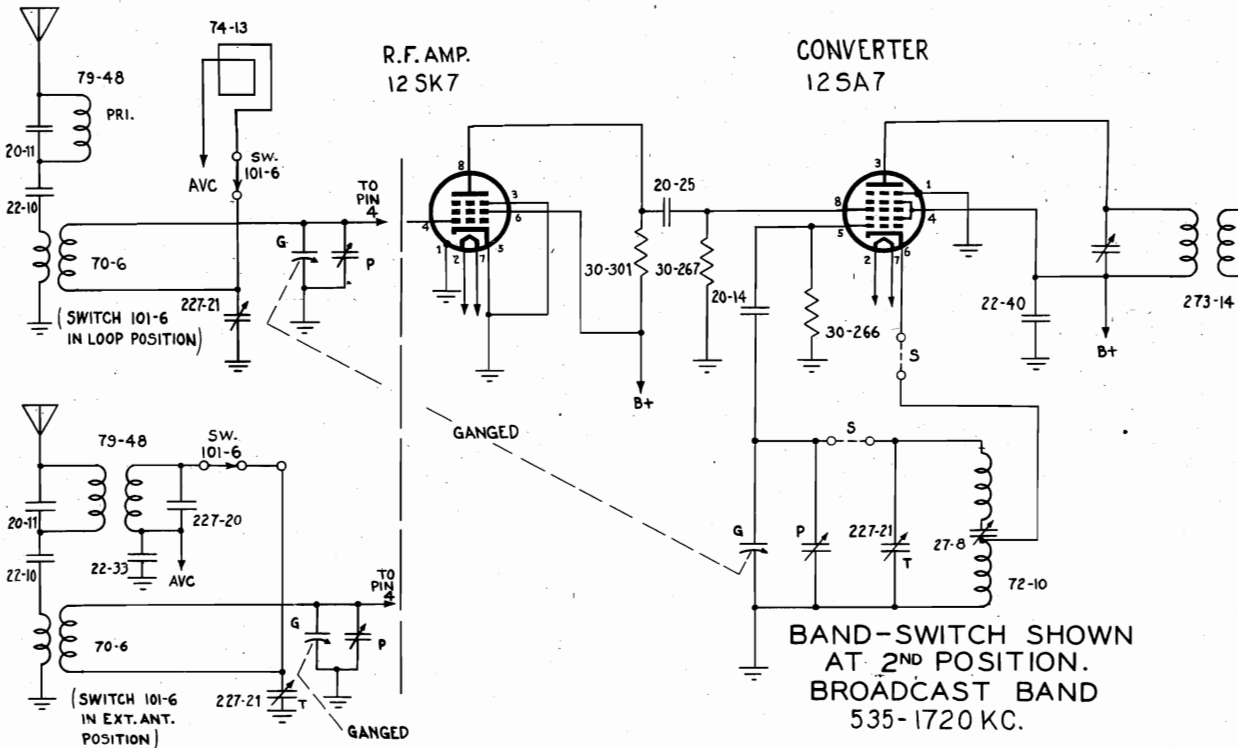 74-13
79-48
PRI.
20-11
22-10
AVC
SW.
101-6
TO
PIN
4
G
P
70-6
227-21
(SWITCH 101-6
IN LOOP POSITION)
R.F. AMP.
12SK7
8
3
6
4
1
2
7
5
30-301
B+
20-25
30-267
CONVERTER
12SA7
3
1
8
4
5
2
7
6
20-14
30-266
22-40
B+
273-14
S
GANGED
S
G
P
227-21
T
27-8
72-10
79-48
SW.
101-6
20-11
227-20
22-10
22-33
AVC
TO
PIN
4
G
P
70-6
227-21
T
(SWITCH 101-6
IN EXT. ANT.
POSITION)
GANGED
BAND-SWITCH SHOWN
AT 2ND POSITION.
BROADCAST BAND
535-1720 KC.